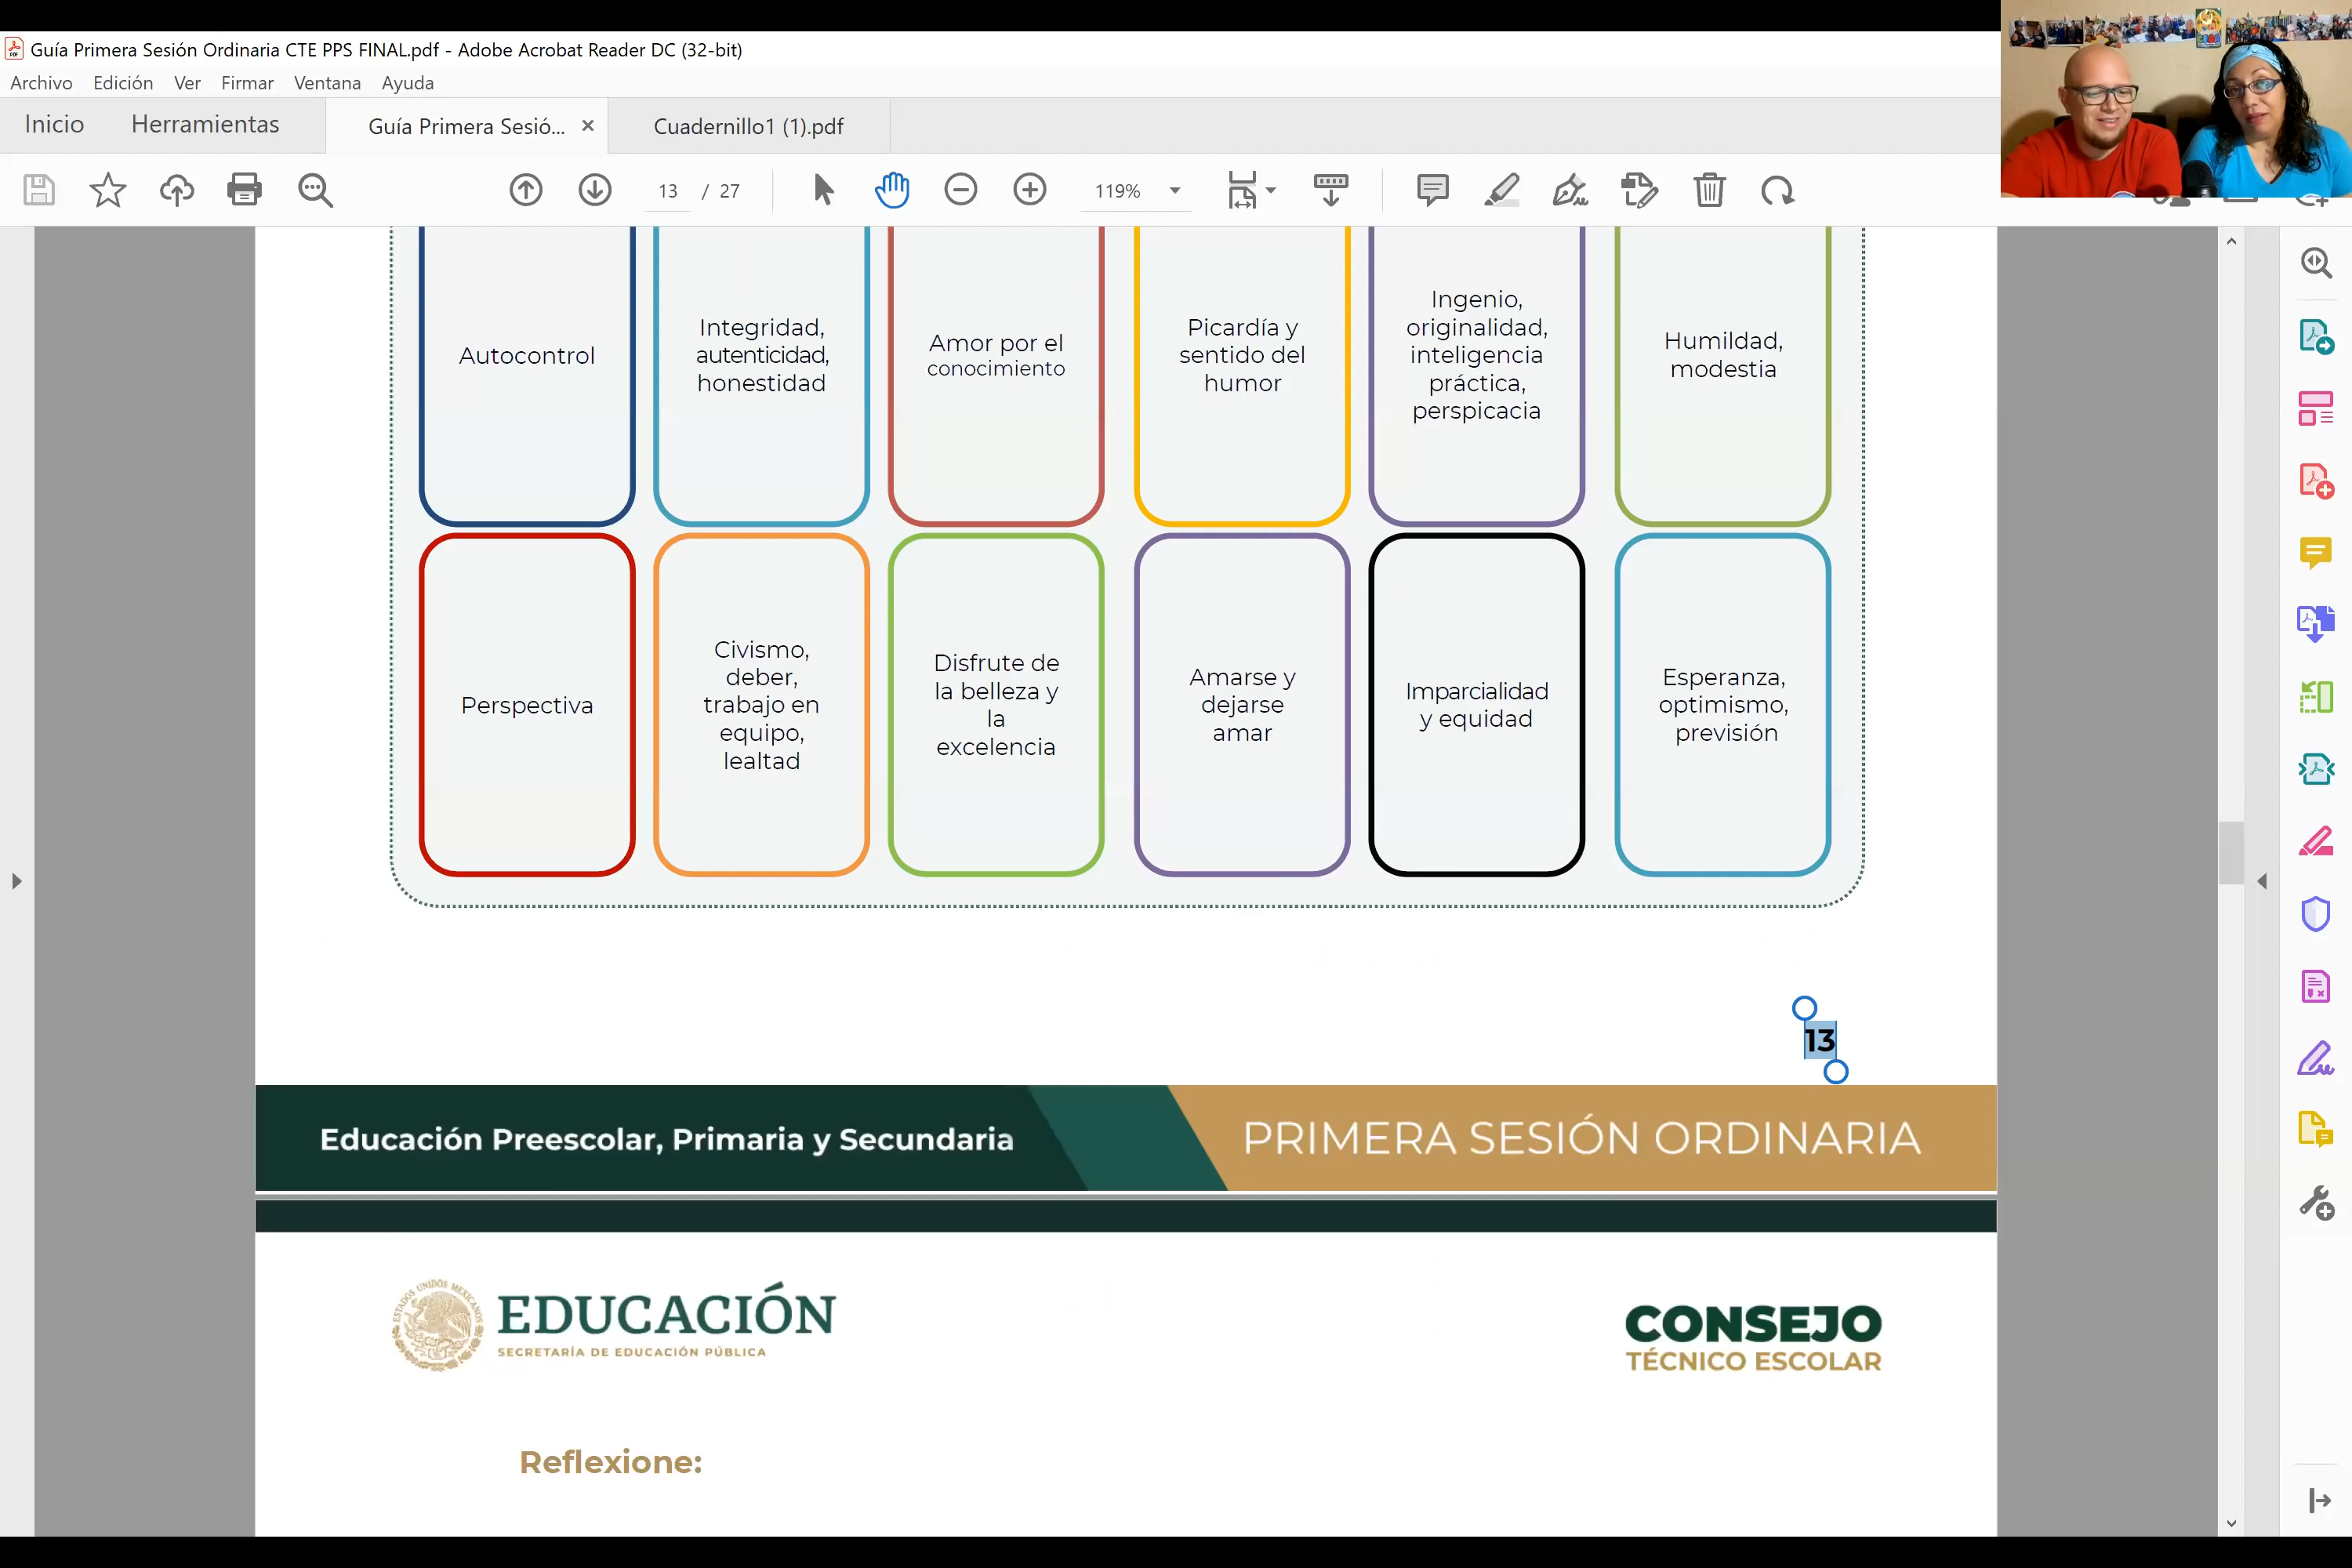 Guía Primera Sesión Ordinaria CTE PPS FINAL.pdf - Adobe Acrobat Reader DC (32-bit)
Archivo Edición Ver Firmar Ventana Ayuda
Inicio Herramientas Guía Primera Sesió... Cuadernillo1 (1).pdf
13 / 27 119%
Autocontrol
Integridad,
autenticidad,
honestidad
Amor por el
conocimiento
Picardía y
sentido del
humor
Ingenio,
originalidad,
inteligencia
práctica,
perspicacia
Humildad,
modestia
Perspectiva
Civismo,
deber,
trabajo en
equipo,
lealtad
Disfrute de
la belleza y
la
excelencia
Amarse y
dejarse
amar
Imparcialidad
y equidad
Esperanza,
optimismo,
previsión
13
Educación Preescolar, Primaria y Secundaria
PRIMERA SESIÓN ORDINARIA
ESTADOS UNIDOS MEXICANOS
EDUCACIÓN
SECRETARÍA DE EDUCACIÓN PÚBLICA
CONSEJO
TÉCNICO ESCOLAR
Reflexione: